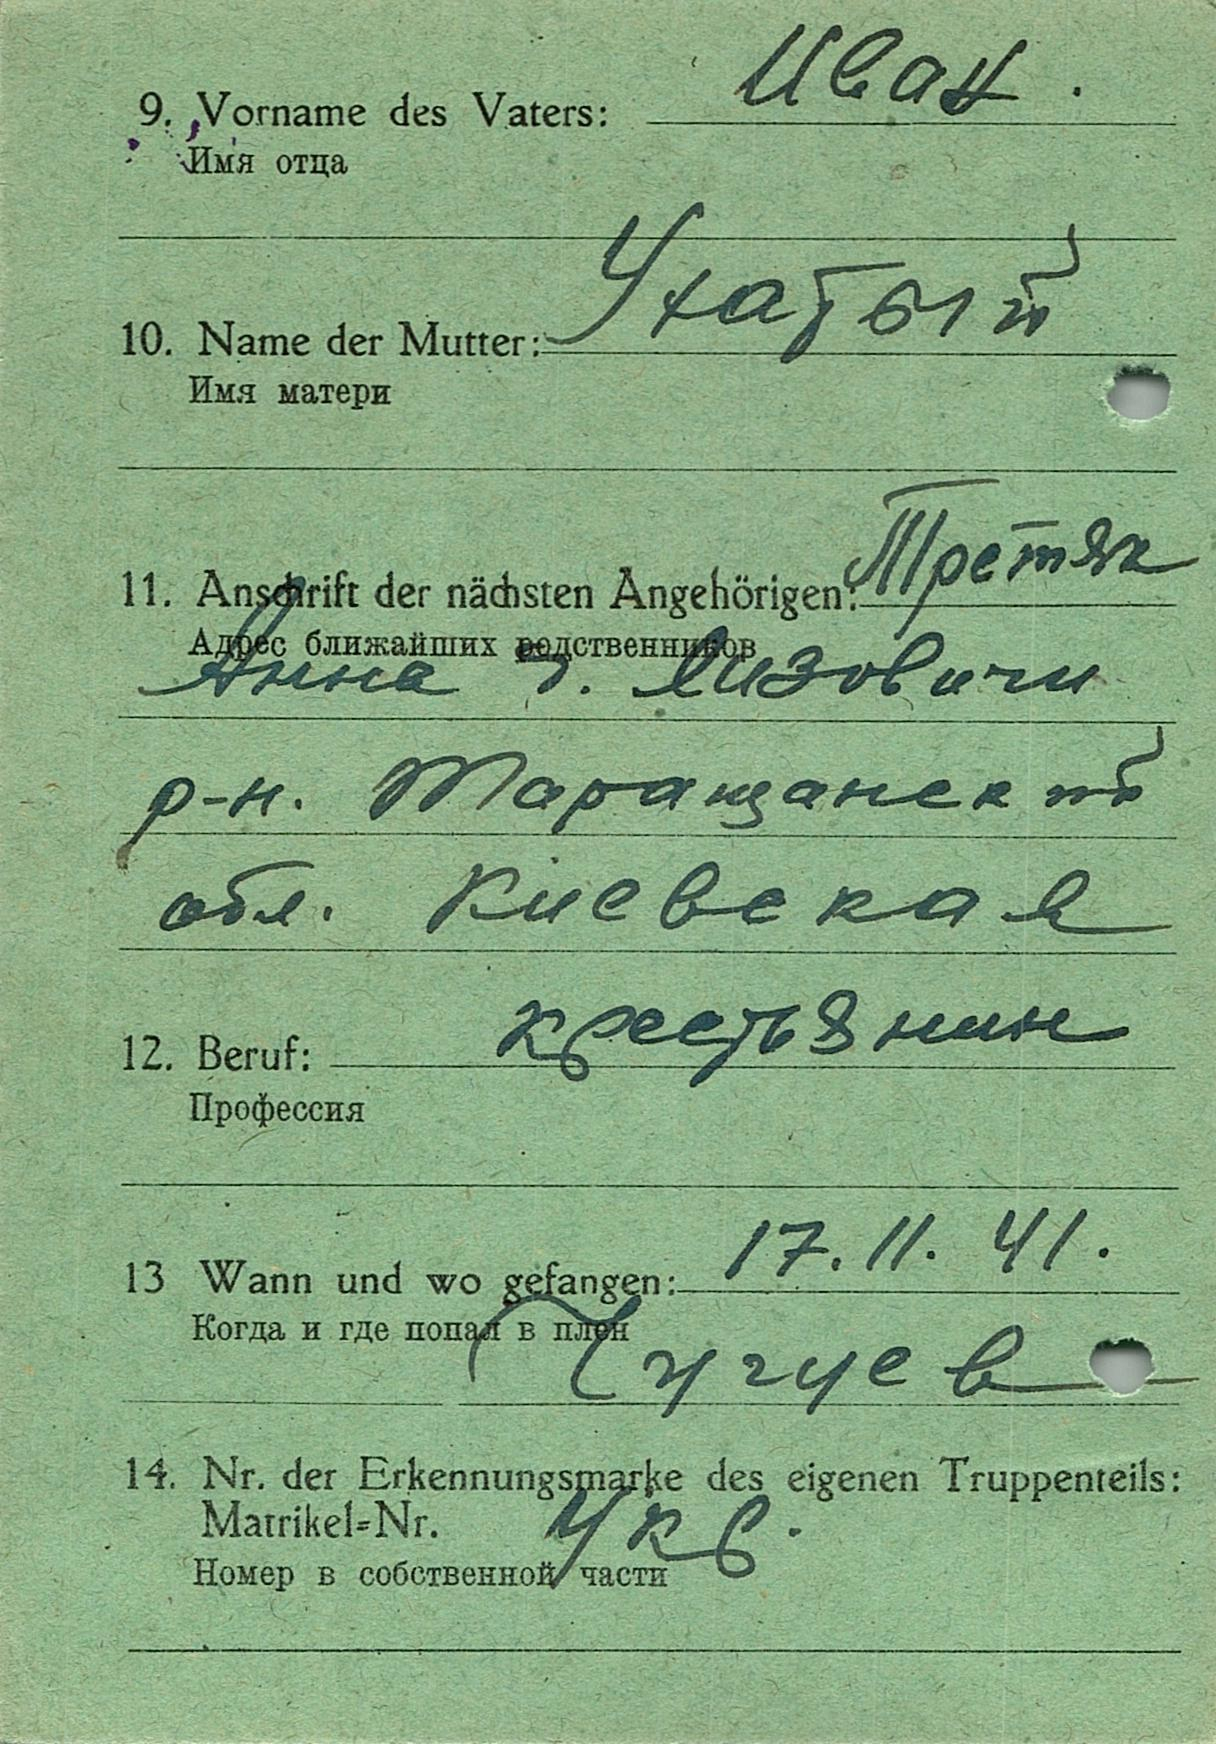 9. Vorname des Vaters: Иван.
Имя отца
10. Name der Mutter: Ухатый
Имя матери
11. Anschrift der nächsten Angehörigen: Третяк
Адрес ближайших родственников
Анна с. Лизовичи
р-н. Таращанский
обл. Киевская
12. Beruf: крестьянин
Профессия
13 Wann und wo gefangen: 17.11.41.
Когда и где попал в плен
Чугуев
14. Nr. der Erkennungsmarke des eigenen Truppenteils:
Matrikel=Nr. Укр.
Номер в собственной части